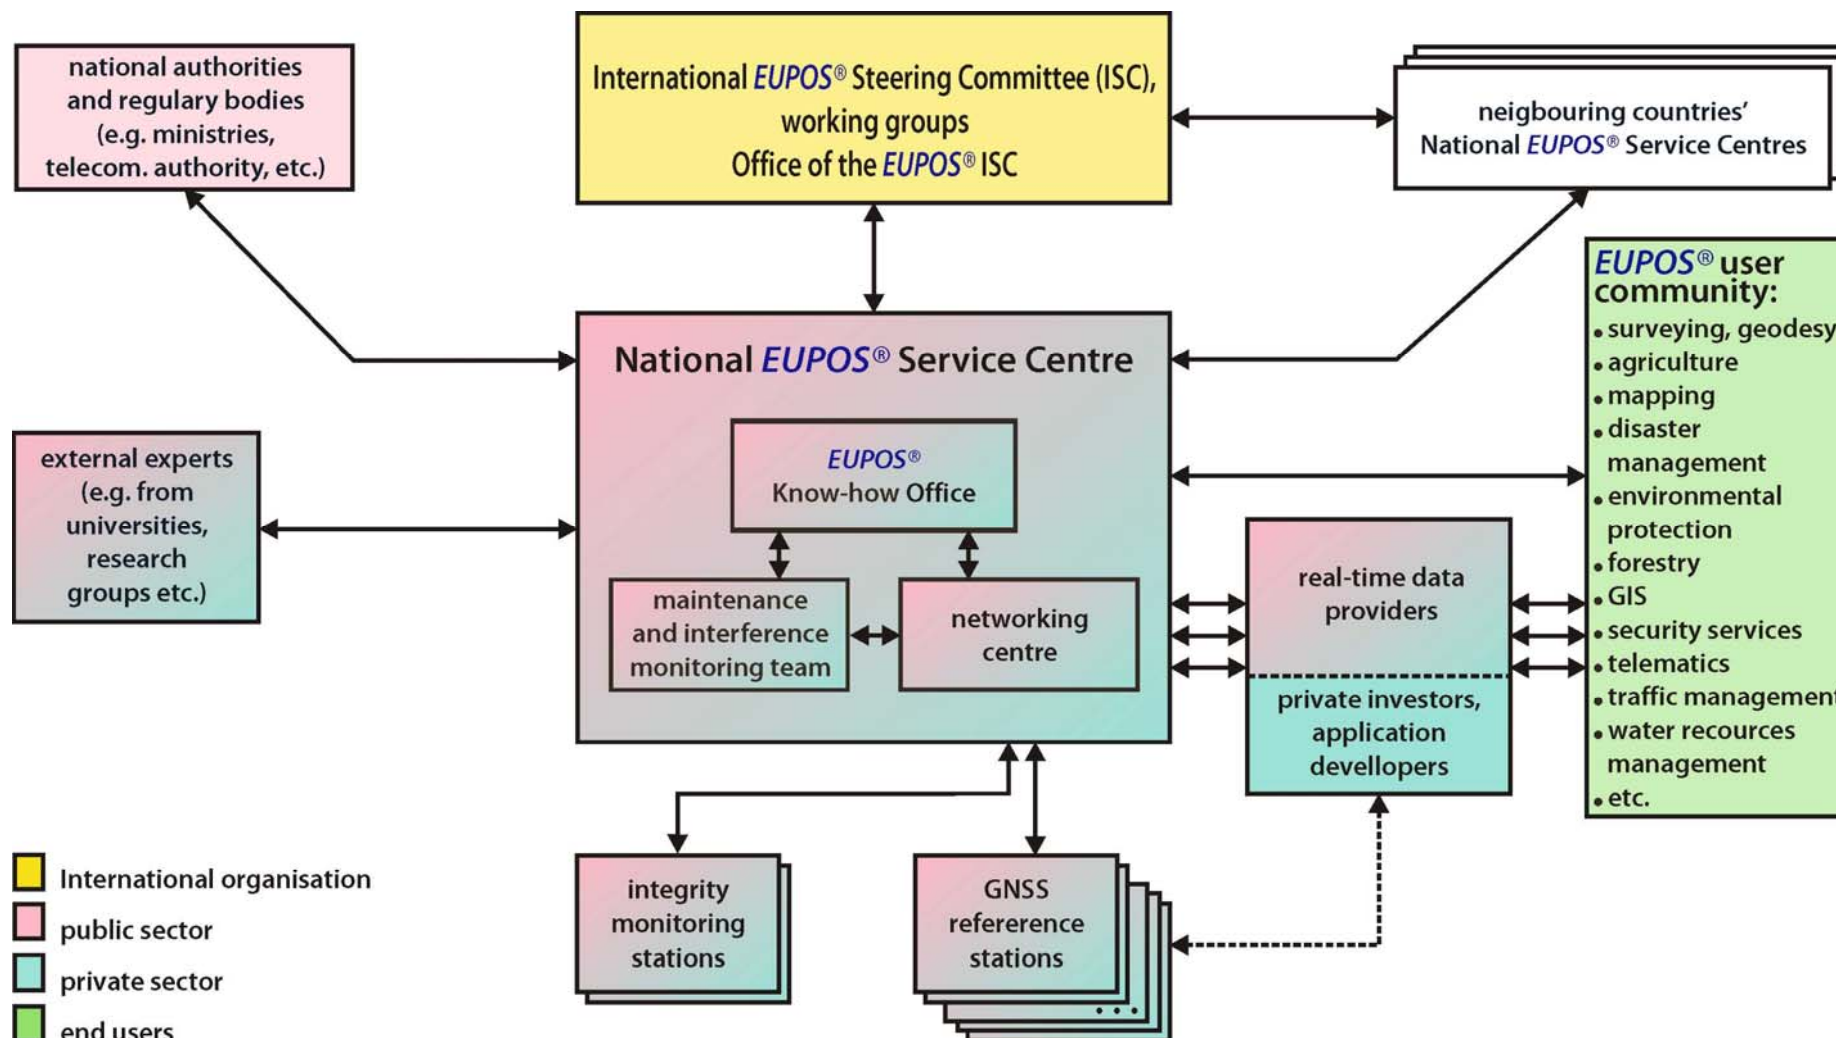 national authorities
and regulary bodies
(e.g. ministries,
telecom. authority, etc.)
International EUPOS® Steering Committee (ISC),
working groups
Office of the EUPOS® ISC
neigbouring countries'
National EUPOS® Service Centres
National EUPOS® Service Centre
EUPOS®
Know-how Office
maintenance
and interference
monitoring team
networking
centre
external experts
(e.g. from
universities,
research
groups etc.)
real-time data
providers
private investors,
application
devellopers
EUPOS® user
community:
• surveying, geodesy
• agriculture
• mapping
• disaster
management
• environmental
protection
• forestry
• GIS
• security services
• telematics
• traffic management
• water recources
management
• etc.
integrity
monitoring
stations
GNSS
refererence
stations
...
International organisation
public sector
private sector
end users